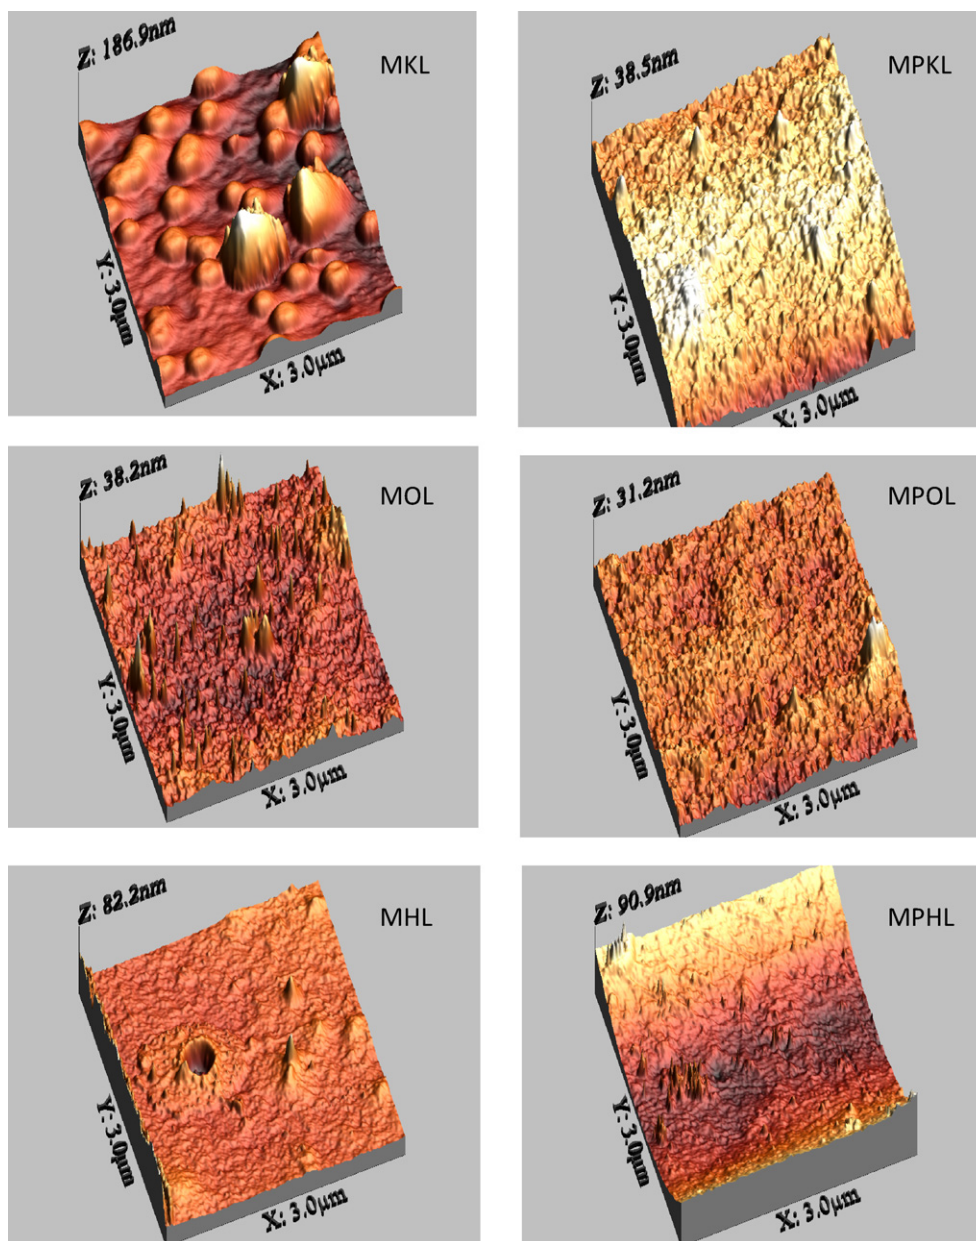 Z: 186.9nm
MKL
Y: 3.0µm
X: 3.0µm
Z: 38.5nm
MPKL
Y: 3.0µm
X: 3.0µm
Z: 38.2nm
MOL
Y: 3.0µm
X: 3.0µm
Z: 31.2nm
MPOL
Y: 3.0µm
X: 3.0µm
Z: 82.2nm
MHL
Y: 3.0µm
X: 3.0µm
Z: 90.9nm
MPHL
Y: 3.0µm
X: 3.0µm